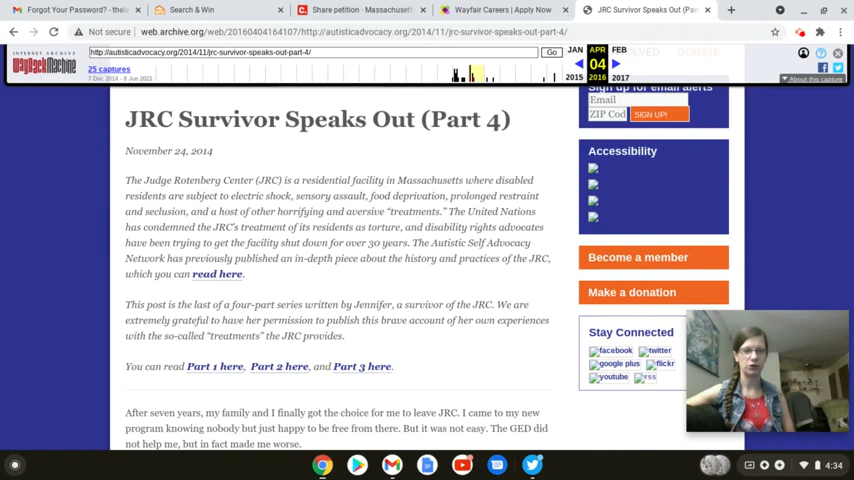 Forgot Your Password? - thela
Search & Win
Share petition · Massachusett
Wayfair Careers | Apply Now
JRC Survivor Speaks Out (Part
Not secure | web.archive.org/web/20160404164107/http://autisticadvocacy.org/2014/11/jrc-survivor-speaks-out-part-4/
INTERNET ARCHIVE
WayBackMachine
http://autisticadvocacy.org/2014/11/jrc-survivor-speaks-out-part-4/
Go
JAN APR FEB
04
2015 2016 2017
25 captures
7 Dec 2014 - 8 Jun 2021
About this capture
DONATE
JRC Survivor Speaks Out (Part 4)
November 24, 2014
The Judge Rotenberg Center (JRC) is a residential facility in Massachusetts where disabled
residents are subject to electric shock, sensory assault, food deprivation, prolonged restraint
and seclusion, and a host of other horrifying and aversive “treatments.” The United Nations
has condemned the JRC’s treatment of its residents as torture, and disability rights advocates
have been trying to get the facility shut down for over 30 years. The Autistic Self Advocacy
Network has previously published an in-depth piece about the history and practices of the JRC,
which you can read here.
This post is the last of a four-part series written by Jennifer, a survivor of the JRC. We are
extremely grateful to have her permission to publish this brave account of her own experiences
with the so-called “treatments” the JRC provides.
You can read Part 1 here, Part 2 here, and Part 3 here.
After seven years, my family and I finally got the choice for me to leave JRC. I came to my new
program knowing nobody but just happy to be free from there. But it was not easy. The GED did
not help me, but in fact made me worse.
Sign up for email alerts
Email
ZIP Cod
SIGN UP!
Accessibility
Become a member
Make a donation
Stay Connected
facebook twitter
google plus flickr
youtube rss
4:34